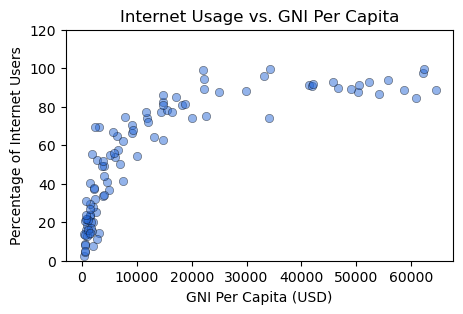 Internet Usage vs. GNI Per Capita
Percentage of Internet Users
120
100
80
60
40
20
0
0 10000 20000 30000 40000 50000 60000
GNI Per Capita (USD)